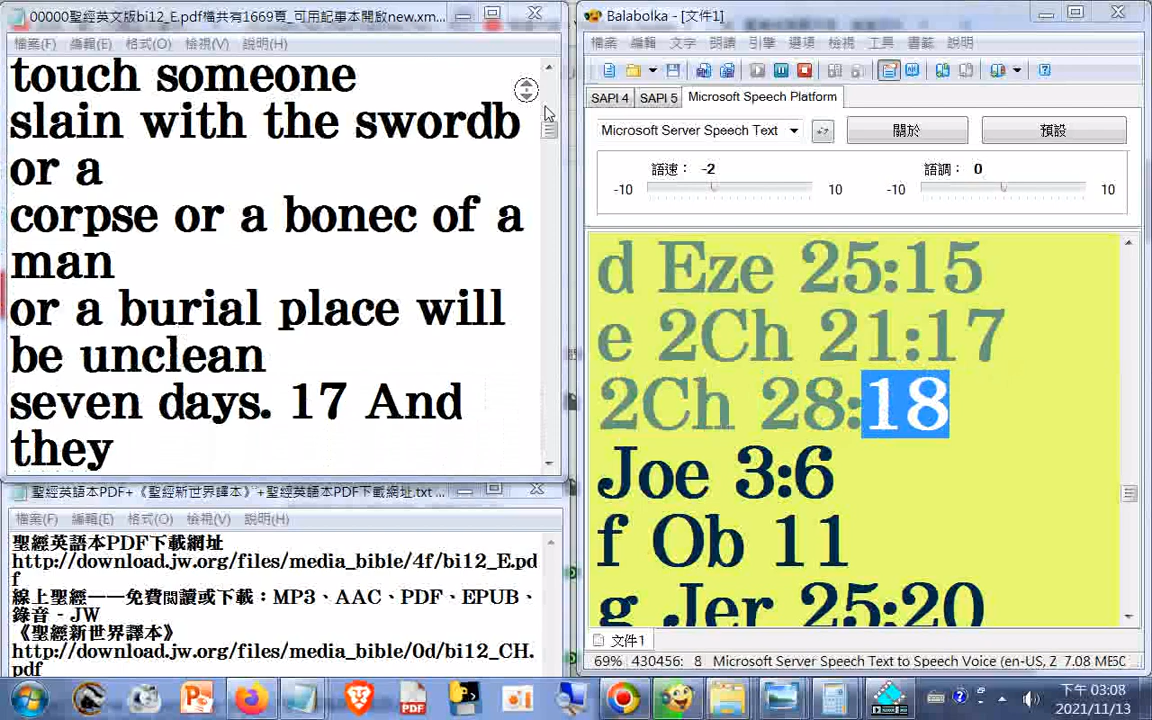 00000聖經英文版bi12_E.pdf檔共有1669頁_可用記事本開啟new.xm...
檔案(F) 編輯(E) 格式(O) 檢視(V) 說明(H)
touch someone
slain with the swordb
or a
corpse or a bonec of a
man
or a burial place will
be unclean
seven days. 17 And
they
聖經英語本PDF+《聖經新世界譯本》+聖經英語本PDF下載網址.txt ...
檔案(F) 編輯(E) 格式(O) 檢視(V) 說明(H)
聖經英語本PDF下載網址
http://download.jw.org/files/media_bible/4f/bi12_E.pd
f
線上聖經——免費閱讀或下載：MP3、AAC、PDF、EPUB、
錄音 - JW
《聖經新世界譯本》
http://download.jw.org/files/media_bible/0d/bi12_CH.
pdf
Balabolka - [文件1]
檔案 編輯 文字 朗讀 引擎 選項 檢視 工具 書籤 說明
SAPI 4 SAPI 5 Microsoft Speech Platform
Microsoft Server Speech Text 關於 預設
語速： -2 語調： 0
-10 10 -10 10
d Eze 25:15
e 2Ch 21:17
2Ch 28:18
Joe 3:6
f Ob 11
g Jer 25:20
文件1
69% 430456: 8 Microsoft Server Speech Text to Speech Voice (en-US, Z 7.08 MB
下午 03:08
2021/11/13